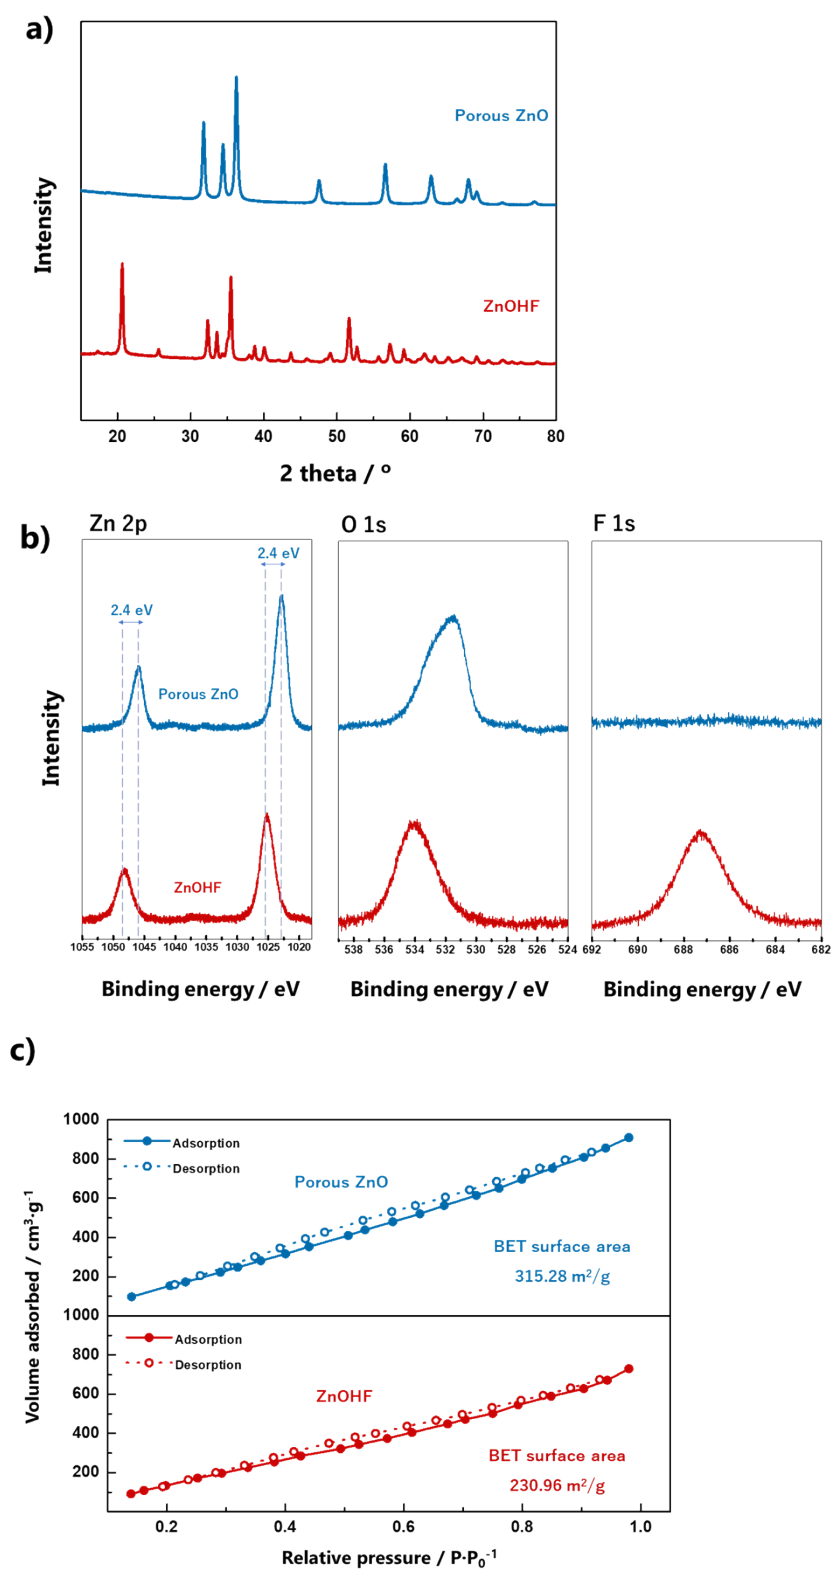 a)
Porous ZnO
ZnOHF
Intensity
20 30 40 50 60 70 80
2 theta / °
b)
Zn 2p
O 1s
F 1s
2.4 eV
2.4 eV
Porous ZnO
ZnOHF
Intensity
1055 1050 1045 1040 1035 1030 1025 1020
538 536 534 532 530 528 526 524
692 690 688 686 684 682
Binding energy / eV
Binding energy / eV
Binding energy / eV
c)
1000
800
600
400
200
Adsorption
Desorption
Porous ZnO
BET surface area
315.28 m²/g
1000
800
600
400
200
Adsorption
Desorption
ZnOHF
BET surface area
230.96 m²/g
Volume adsorbed / cm³·g⁻¹
0.2 0.4 0.6 0.8 1.0
Relative pressure / P·P₀⁻¹